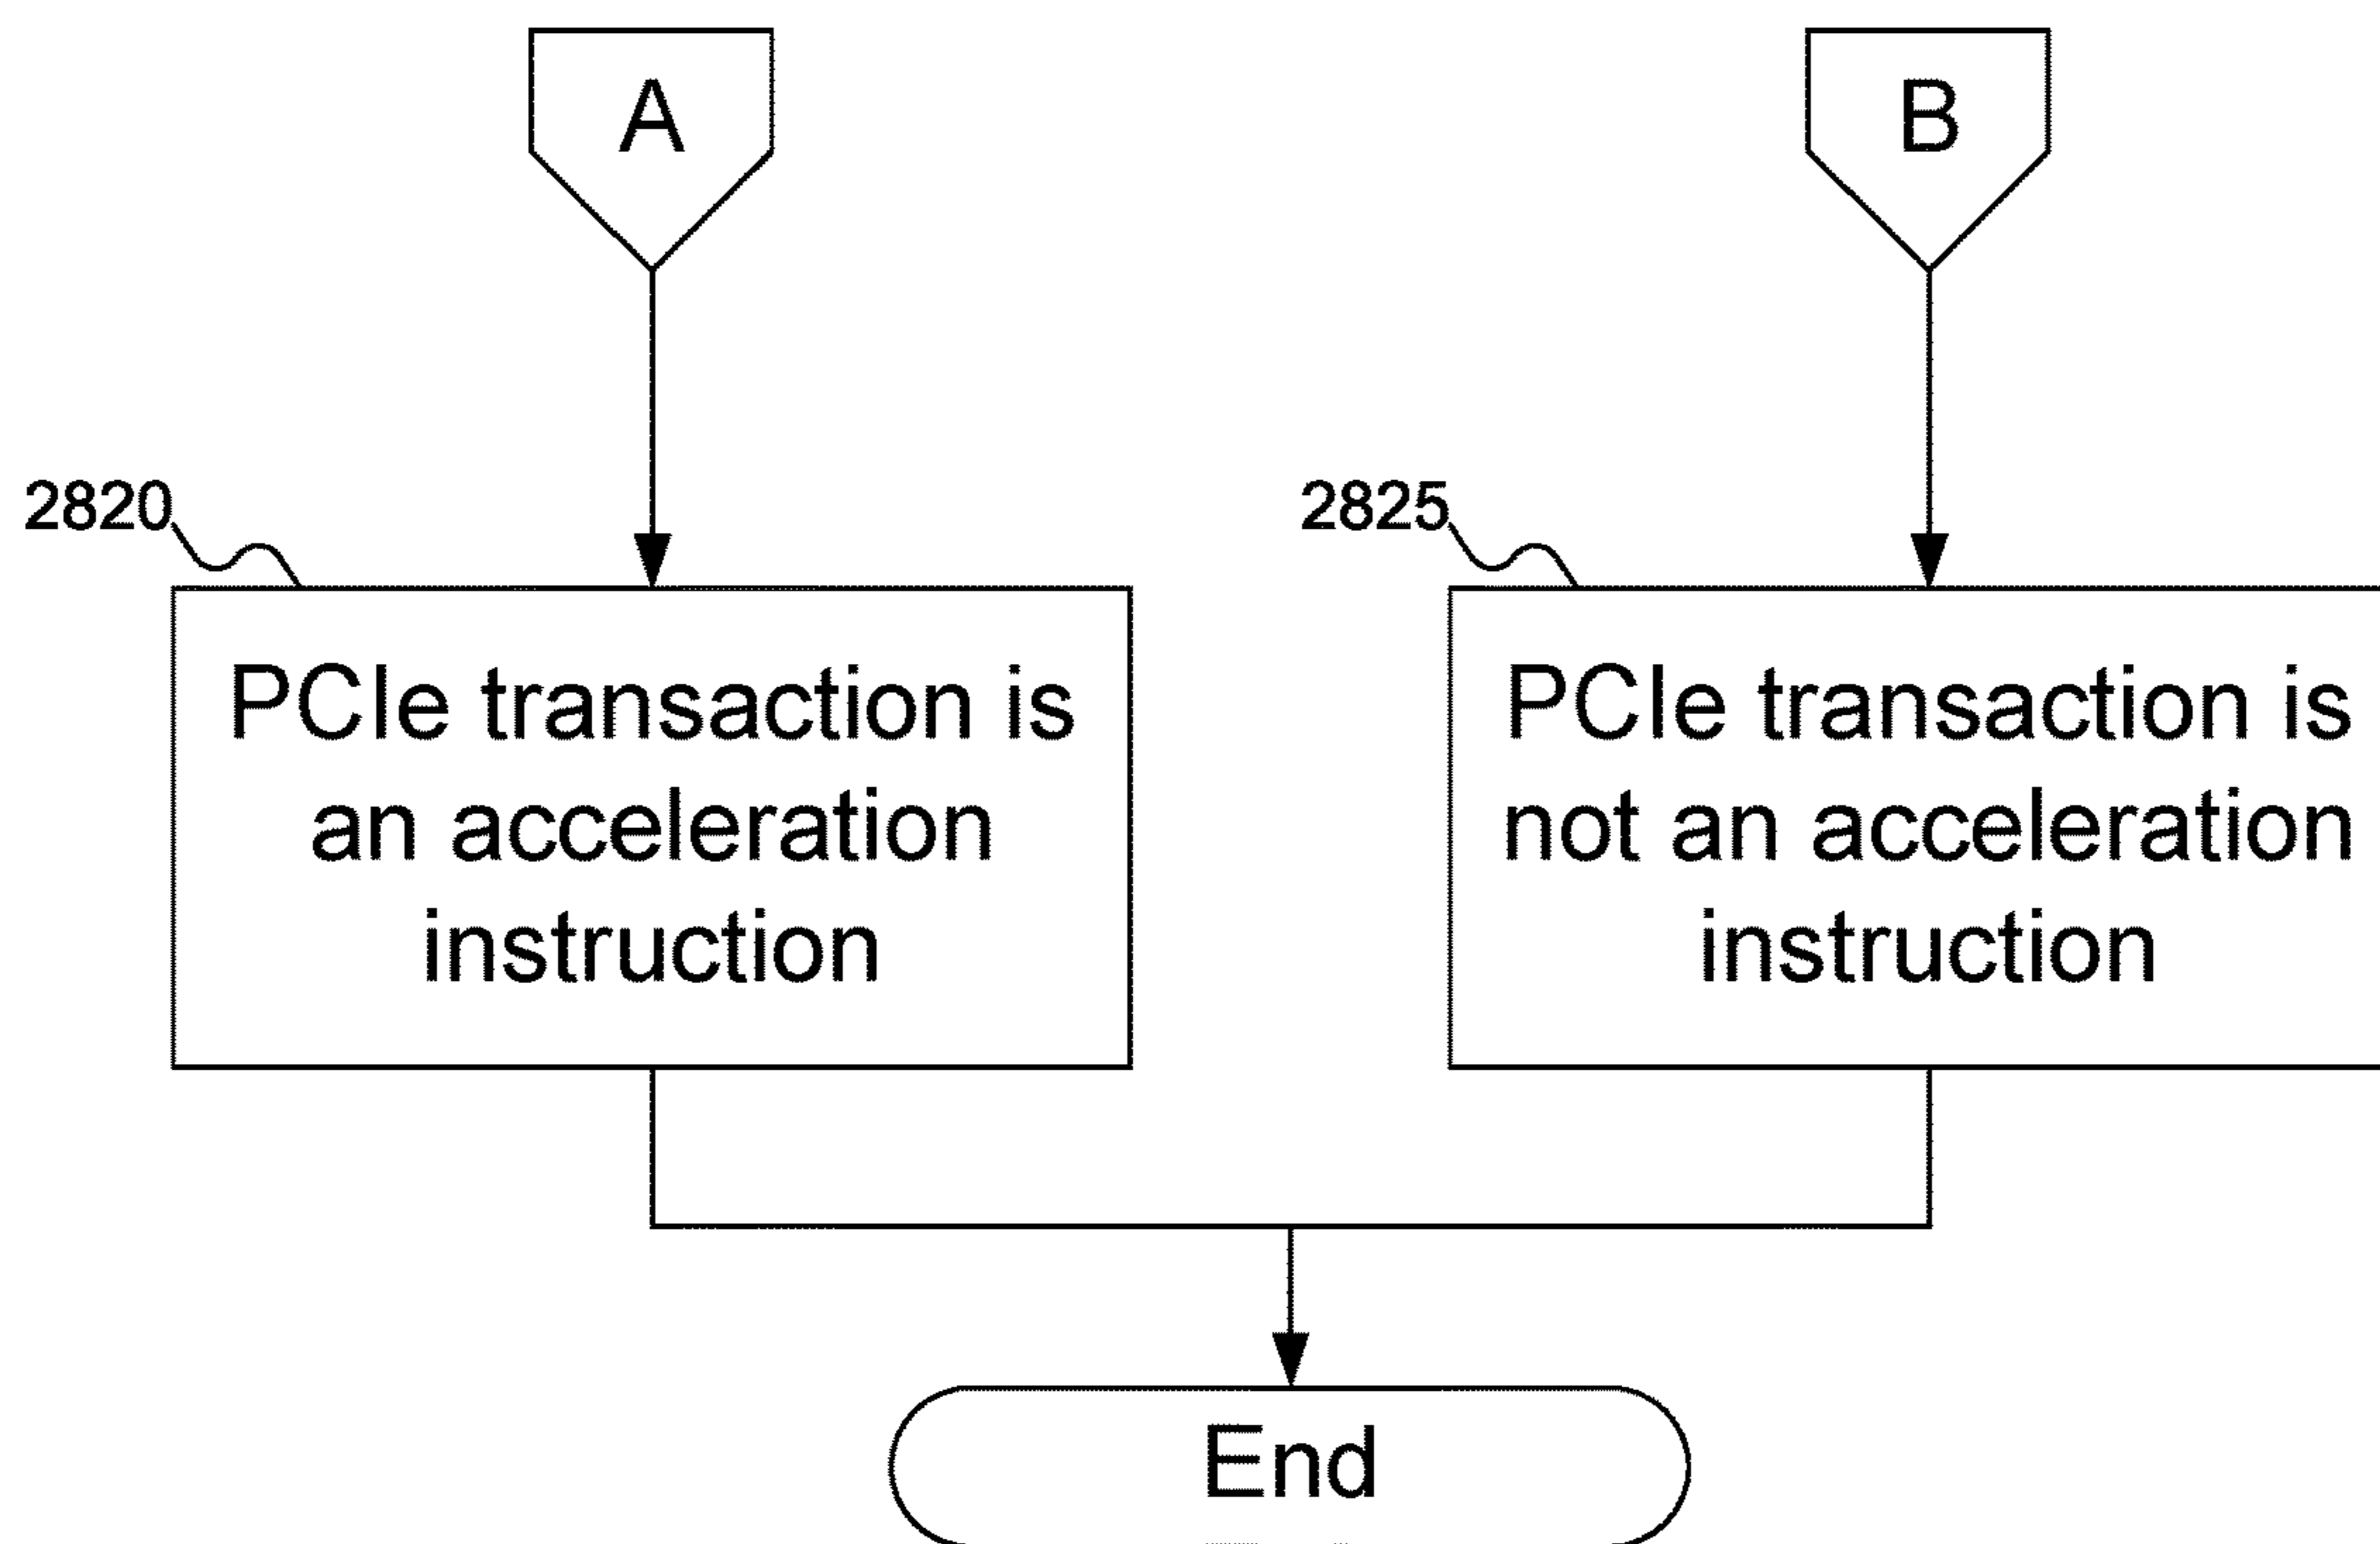 A
B
2820
2825
PCIe transaction is
an acceleration
instruction
PCIe transaction is
not an acceleration
instruction
End